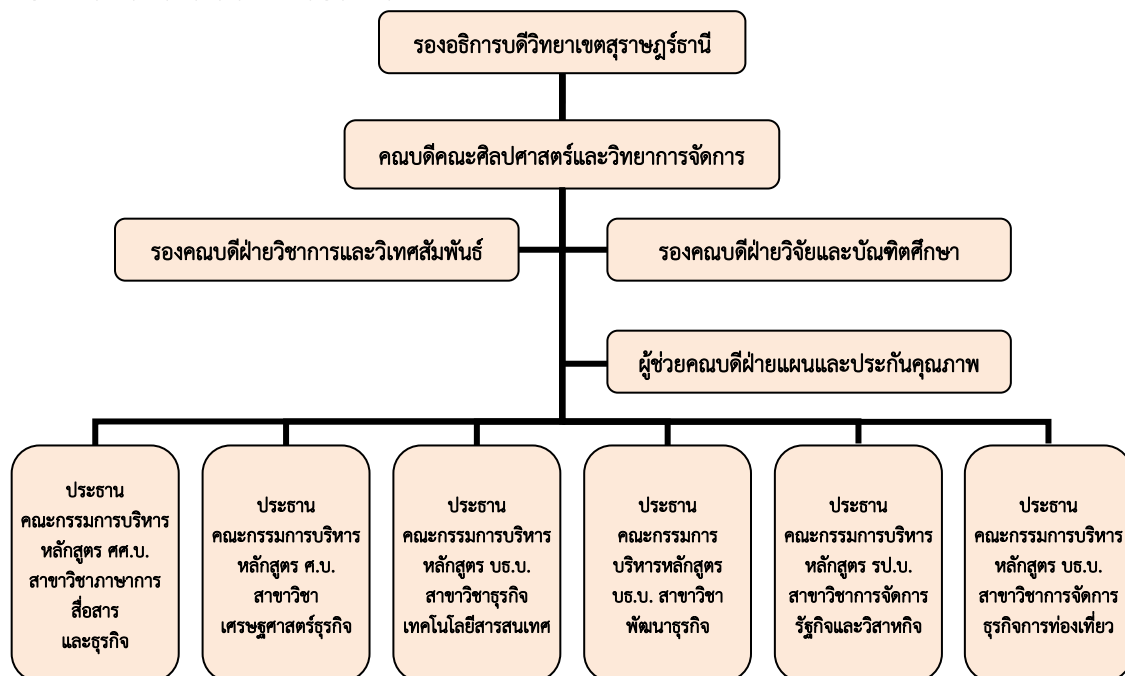 รองอธิการบดีวิทยาเขตสุราษฎร์ธานี
คณบดีคณะศิลปศาสตร์และวิทยาการจัดการ
รองคณบดีฝ่ายวิชาการและวิเทศสัมพันธ์
รองคณบดีฝ่ายวิจัยและบัณฑิตศึกษา
ผู้ช่วยคณบดีฝ่ายแผนและประกันคุณภาพ
ประธาน
คณะกรรมการบริหาร
หลักสูตร ศศ.บ.
สาขาวิชาภาษาการ
สื่อสาร
และธุรกิจ
ประธาน
คณะกรรมการบริหาร
หลักสูตร ศ.บ.
สาขาวิชา
เศรษฐศาสตร์ธุรกิจ
ประธาน
คณะกรรมการบริหาร
หลักสูตร บธ.บ.
สาขาวิชาธุรกิจ
เทคโนโลยีสารสนเทศ
ประธาน
คณะกรรมการ
บริหารหลักสูตร
บธ.บ. สาขาวิชา
พัฒนาธุรกิจ
ประธาน
คณะกรรมการบริหาร
หลักสูตร รป.บ.
สาขาวิชาการจัดการ
รัฐกิจและวิสาหกิจ
ประธาน
คณะกรรมการบริหาร
หลักสูตร บธ.บ.
สาขาวิชาการจัดการ
ธุรกิจการท่องเที่ยว